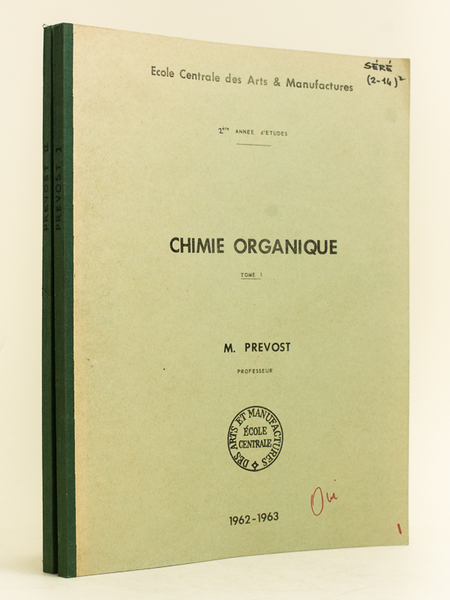 Ecole Centrale des Arts & Manufactures
SÉRÉ
(2-14)²
2ème ANNÉE d'ETUDES
CHIMIE ORGANIQUE
TOME I
M. PREVOST
PROFESSEUR
DES ARTS ET MANUFACTURES
ÉCOLE
CENTRALE
Oui
1962-1963
PREVOST II
PREVOST I